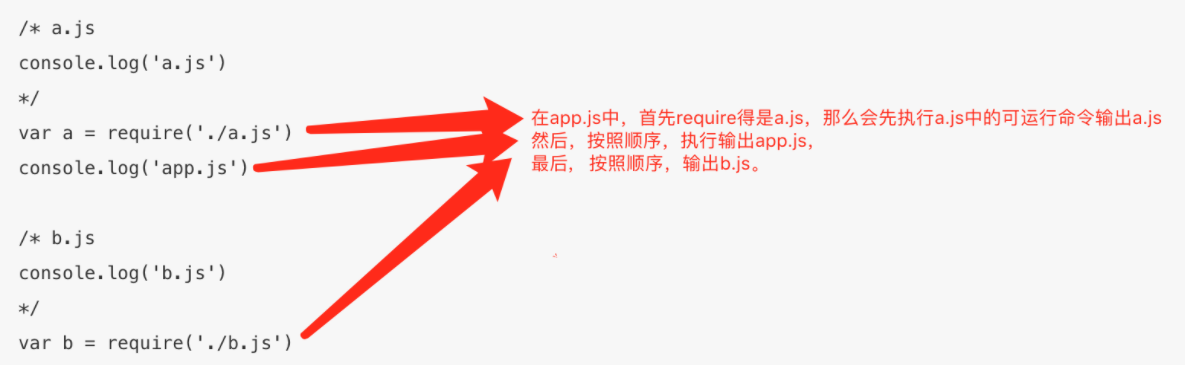 /* a.js
console.log('a.js')
*/
var a = require('./a.js')
console.log('app.js')
在app.js中，首先require得是a.js，那么会先执行a.js中的可运行命令输出a.js
然后，按照顺序，执行输出app.js，
最后， 按照顺序，输出b.js。
/* b.js
console.log('b.js')
*/
var b = require('./b.js')